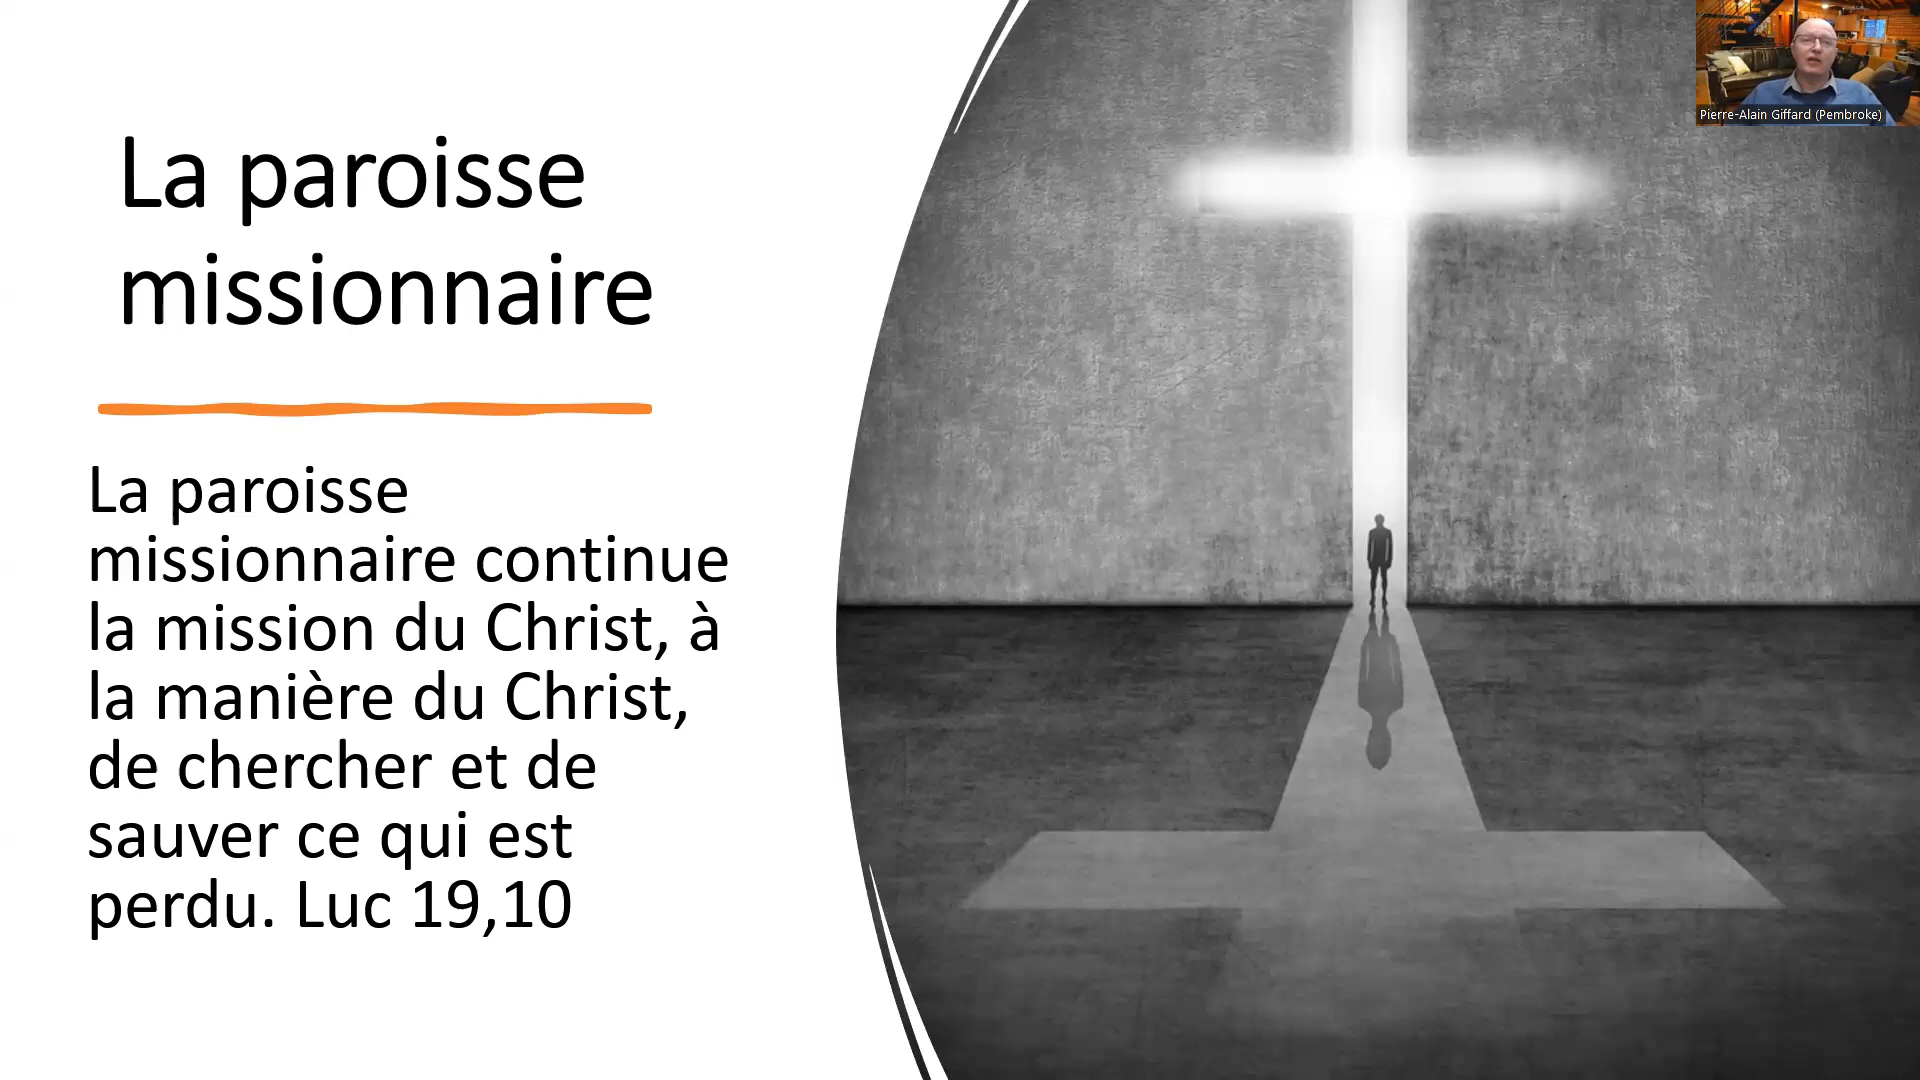 La paroisse
missionnaire
La paroisse
missionnaire continue
la mission du Christ, à
la manière du Christ,
de chercher et de
sauver ce qui est
perdu. Luc 19,10
Pierre-Alain Giffard (Pembroke)